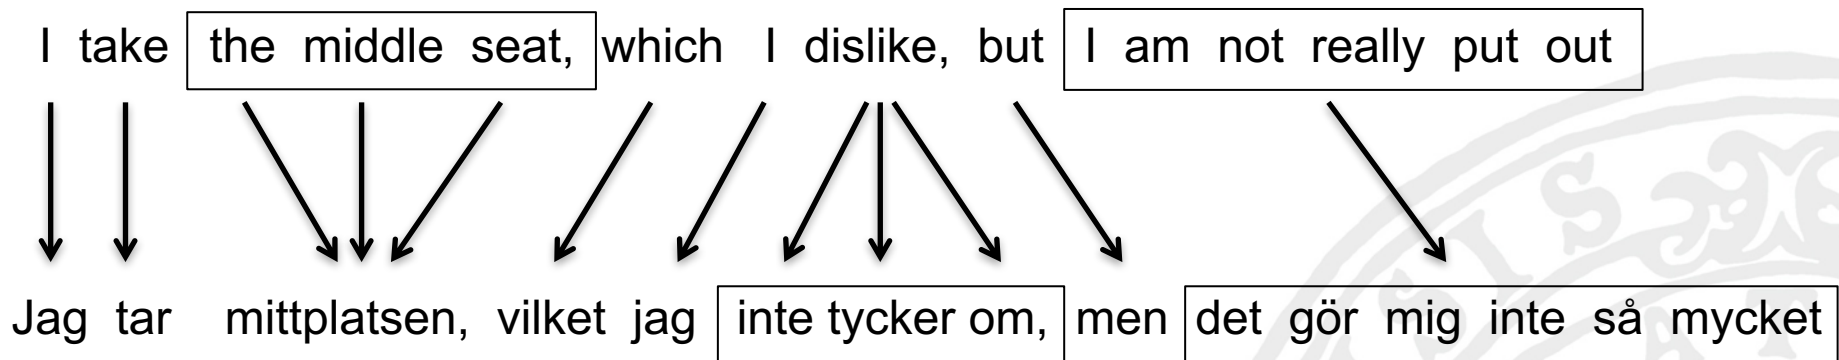 I take the middle seat, which I dislike, but I am not really put out
Jag tar mittplatsen, vilket jag inte tycker om, men det gör mig inte så mycket